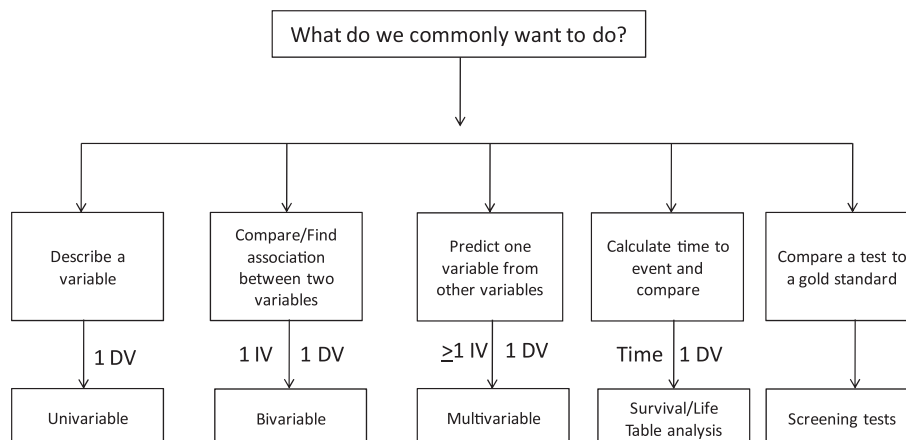 What do we commonly want to do?
Describe a
variable
Compare/Find
association
between two
variables
Predict one
variable from
other variables
Calculate time to
event and
compare
Compare a test to
a gold standard
1 DV
1 IV 1 DV
≥1 IV 1 DV
Time 1 DV
Univariable
Bivariable
Multivariable
Survival/Life
Table analysis
Screening tests